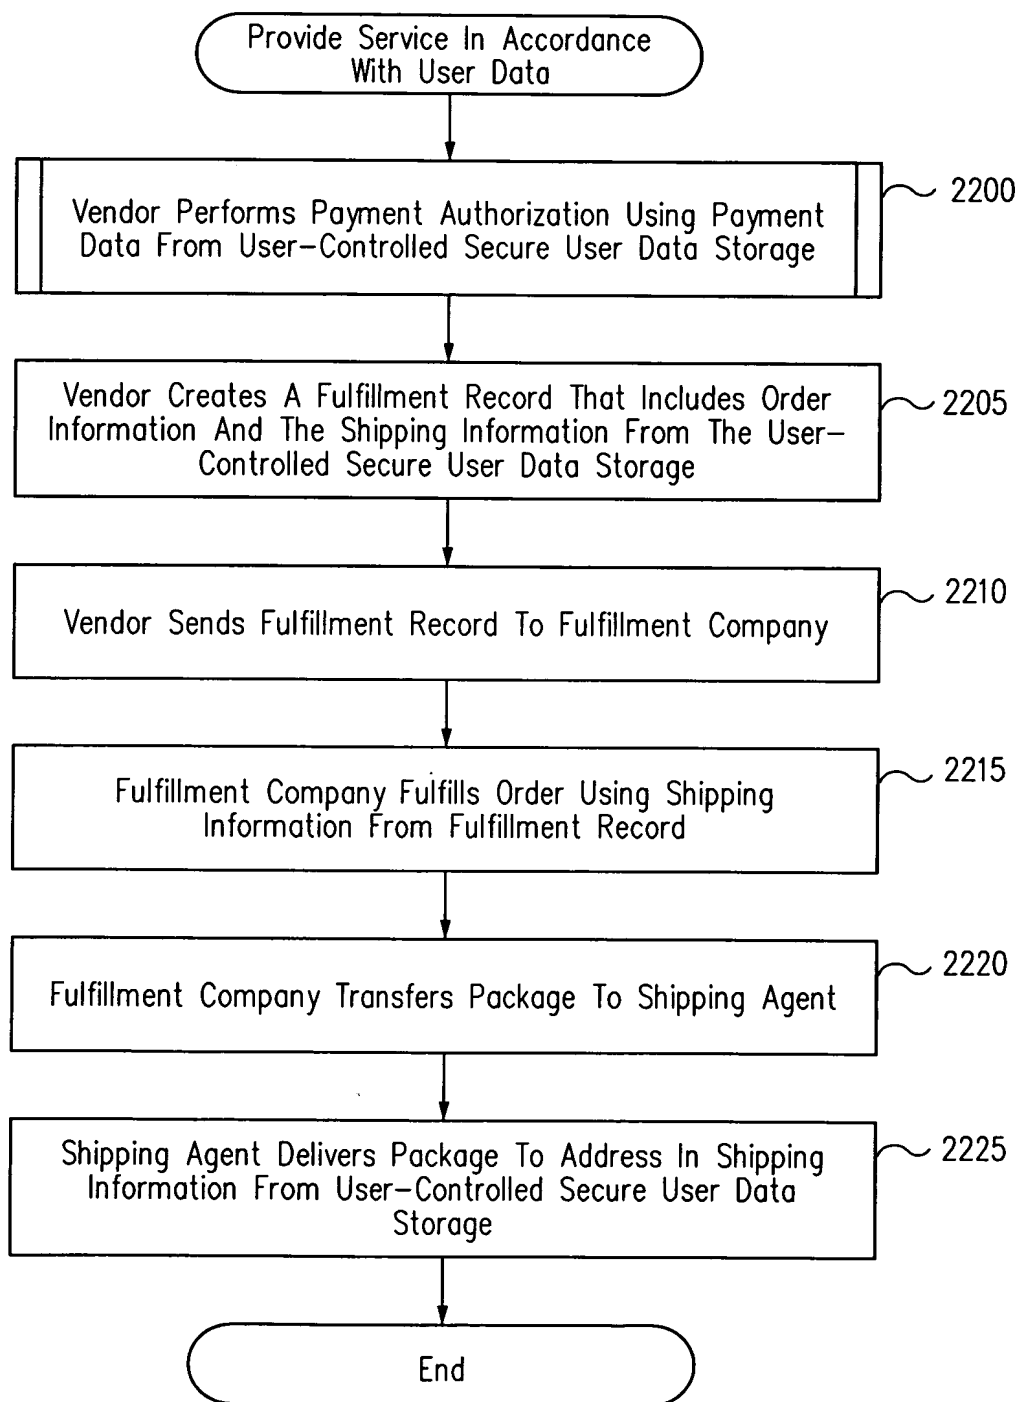 Provide Service In Accordance
With User Data
2200
Vendor Performs Payment Authorization Using Payment
Data From User-Controlled Secure User Data Storage
2205
Vendor Creates A Fulfillment Record That Includes Order
Information And The Shipping Information From The User-
Controlled Secure User Data Storage
2210
Vendor Sends Fulfillment Record To Fulfillment Company
2215
Fulfillment Company Fulfills Order Using Shipping
Information From Fulfillment Record
2220
Fulfillment Company Transfers Package To Shipping Agent
2225
Shipping Agent Delivers Package To Address In Shipping
Information From User-Controlled Secure User Data
Storage
End